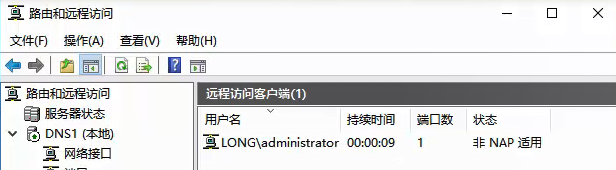 路由和远程访问
文件(F) 操作(A) 查看(V) 帮助(H)
路由和远程访问
服务器状态
DNS1 (本地)
网络接口
远程访问客户端(1)
用户名 持续时间 端口数 状态
LONG\administrator 00:00:09 1 非 NAP 适用